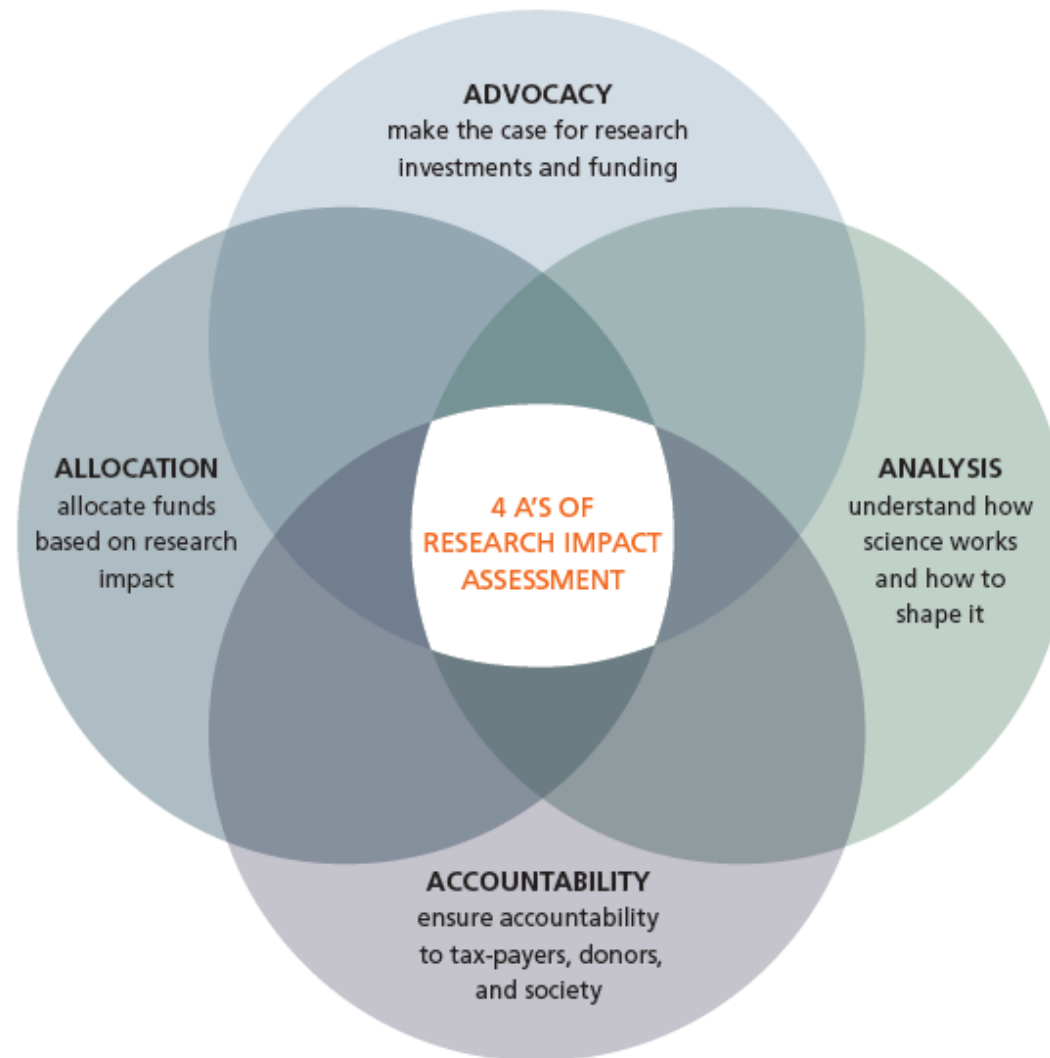 ADVOCACY
make the case for research
investments and funding
ALLOCATION
allocate funds
based on research
impact
4 A'S OF
RESEARCH IMPACT
ASSESSMENT
ANALYSIS
understand how
science works
and how to
shape it
ACCOUNTABILITY
ensure accountability
to tax-payers, donors,
and society